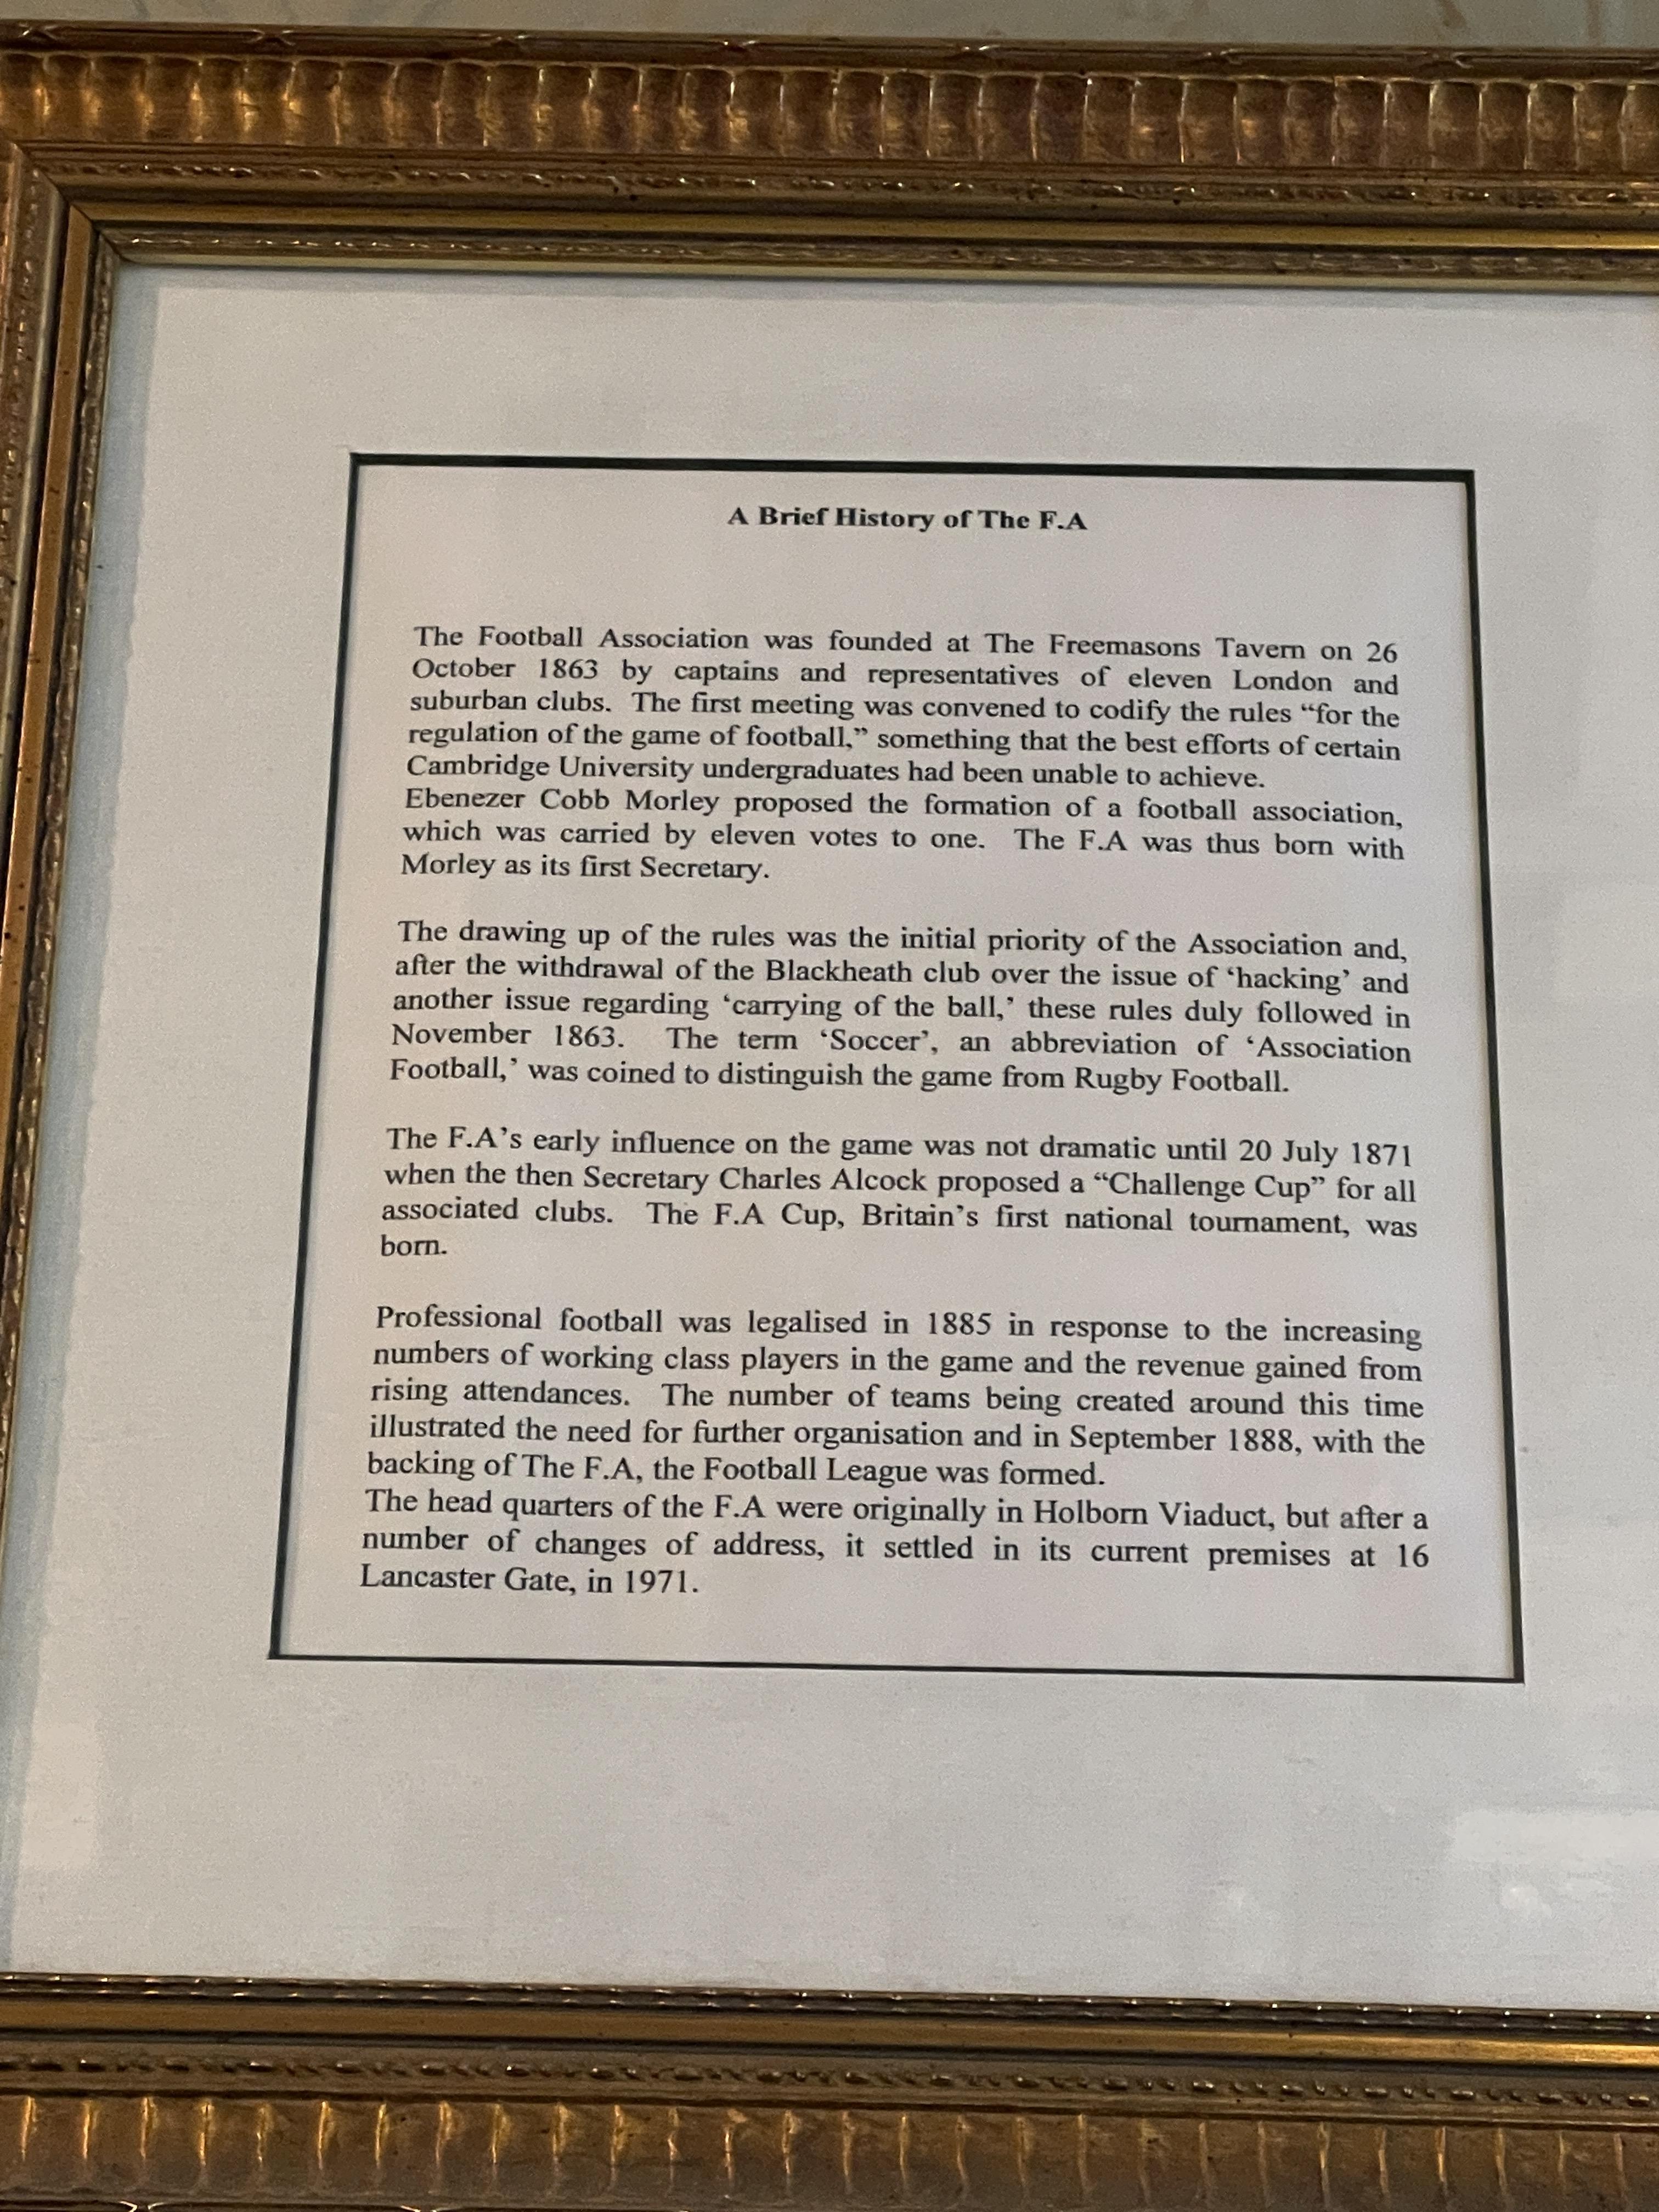 A Brief History of The F.A
The Football Association was founded at The Freemasons Tavern on 26
October 1863 by captains and representatives of eleven London and
suburban clubs. The first meeting was convened to codify the rules “for the
regulation of the game of football,” something that the best efforts of certain
Cambridge University undergraduates had been unable to achieve.
Ebenezer Cobb Morley proposed the formation of a football association,
which was carried by eleven votes to one. The F.A was thus born with
Morley as its first Secretary.
The drawing up of the rules was the initial priority of the Association and,
after the withdrawal of the Blackheath club over the issue of ‘hacking’ and
another issue regarding ‘carrying of the ball,’ these rules duly followed in
November 1863. The term ‘Soccer’, an abbreviation of ‘Association
Football,’ was coined to distinguish the game from Rugby Football.
The F.A’s early influence on the game was not dramatic until 20 July 1871
when the then Secretary Charles Alcock proposed a “Challenge Cup” for all
associated clubs. The F.A Cup, Britain’s first national tournament, was
born.
Professional football was legalised in 1885 in response to the increasing
numbers of working class players in the game and the revenue gained from
rising attendances. The number of teams being created around this time
illustrated the need for further organisation and in September 1888, with the
backing of The F.A, the Football League was formed.
The head quarters of the F.A were originally in Holborn Viaduct, but after a
number of changes of address, it settled in its current premises at 16
Lancaster Gate, in 1971.